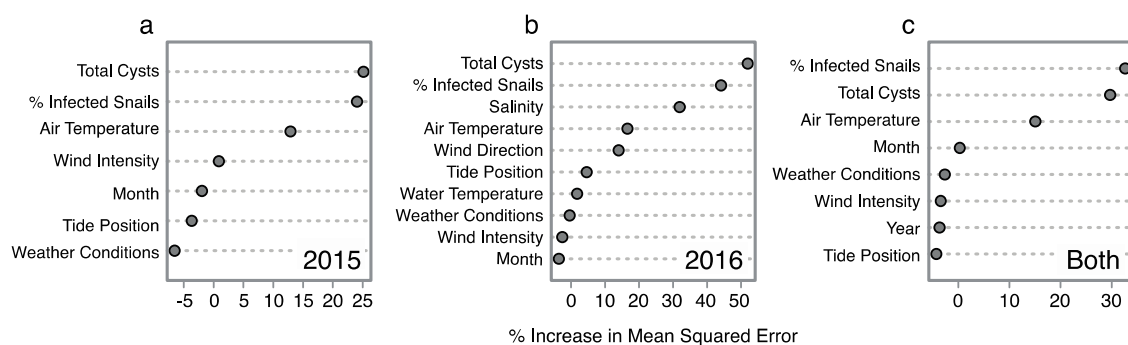 a
Total Cysts
% Infected Snails
Air Temperature
Wind Intensity
Month
Tide Position
Weather Conditions
2015
-5 0 5 10 15 20 25
b
Total Cysts
% Infected Snails
Salinity
Air Temperature
Wind Direction
Tide Position
Water Temperature
Weather Conditions
Wind Intensity
Month
2016
0 10 20 30 40 50
c
% Infected Snails
Total Cysts
Air Temperature
Month
Weather Conditions
Wind Intensity
Year
Tide Position
Both
0 10 20 30
% Increase in Mean Squared Error